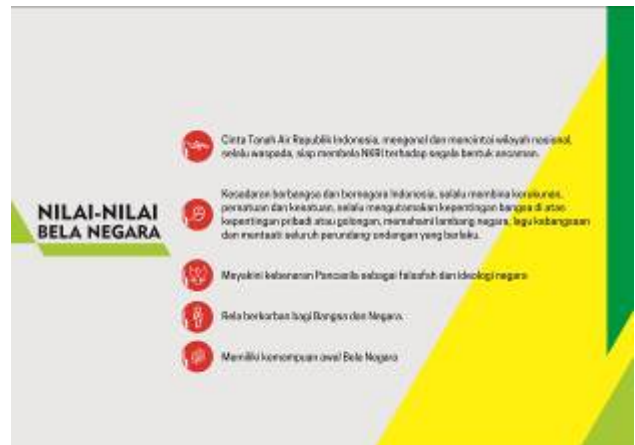 NILAI-NILAI
BELA NEGARA
Cinta Tanah Air Republik Indonesia, mengenal dan mencintai wilayah nasional,
selalu waspada, siap membela NKRI terhadap segala bentuk ancaman.
Kesadaran berbangsa dan bernegara Indonesia, selalu membina kerukunan,
persatuan dan kesatuan, selalu mengutamakan kepentingan bangsa di atas
kepentingan pribadi atau golongan, memahami lambang negara, lagu kebangsaan
dan mentaati seluruh perundang undangan yang berlaku.
Meyakini kebenaran Pancasila sebagai falsafah dan ideologi negara
Rela berkorban bagi Bangsa dan Negara.
Memiliki kemampuan awal Bela Negara